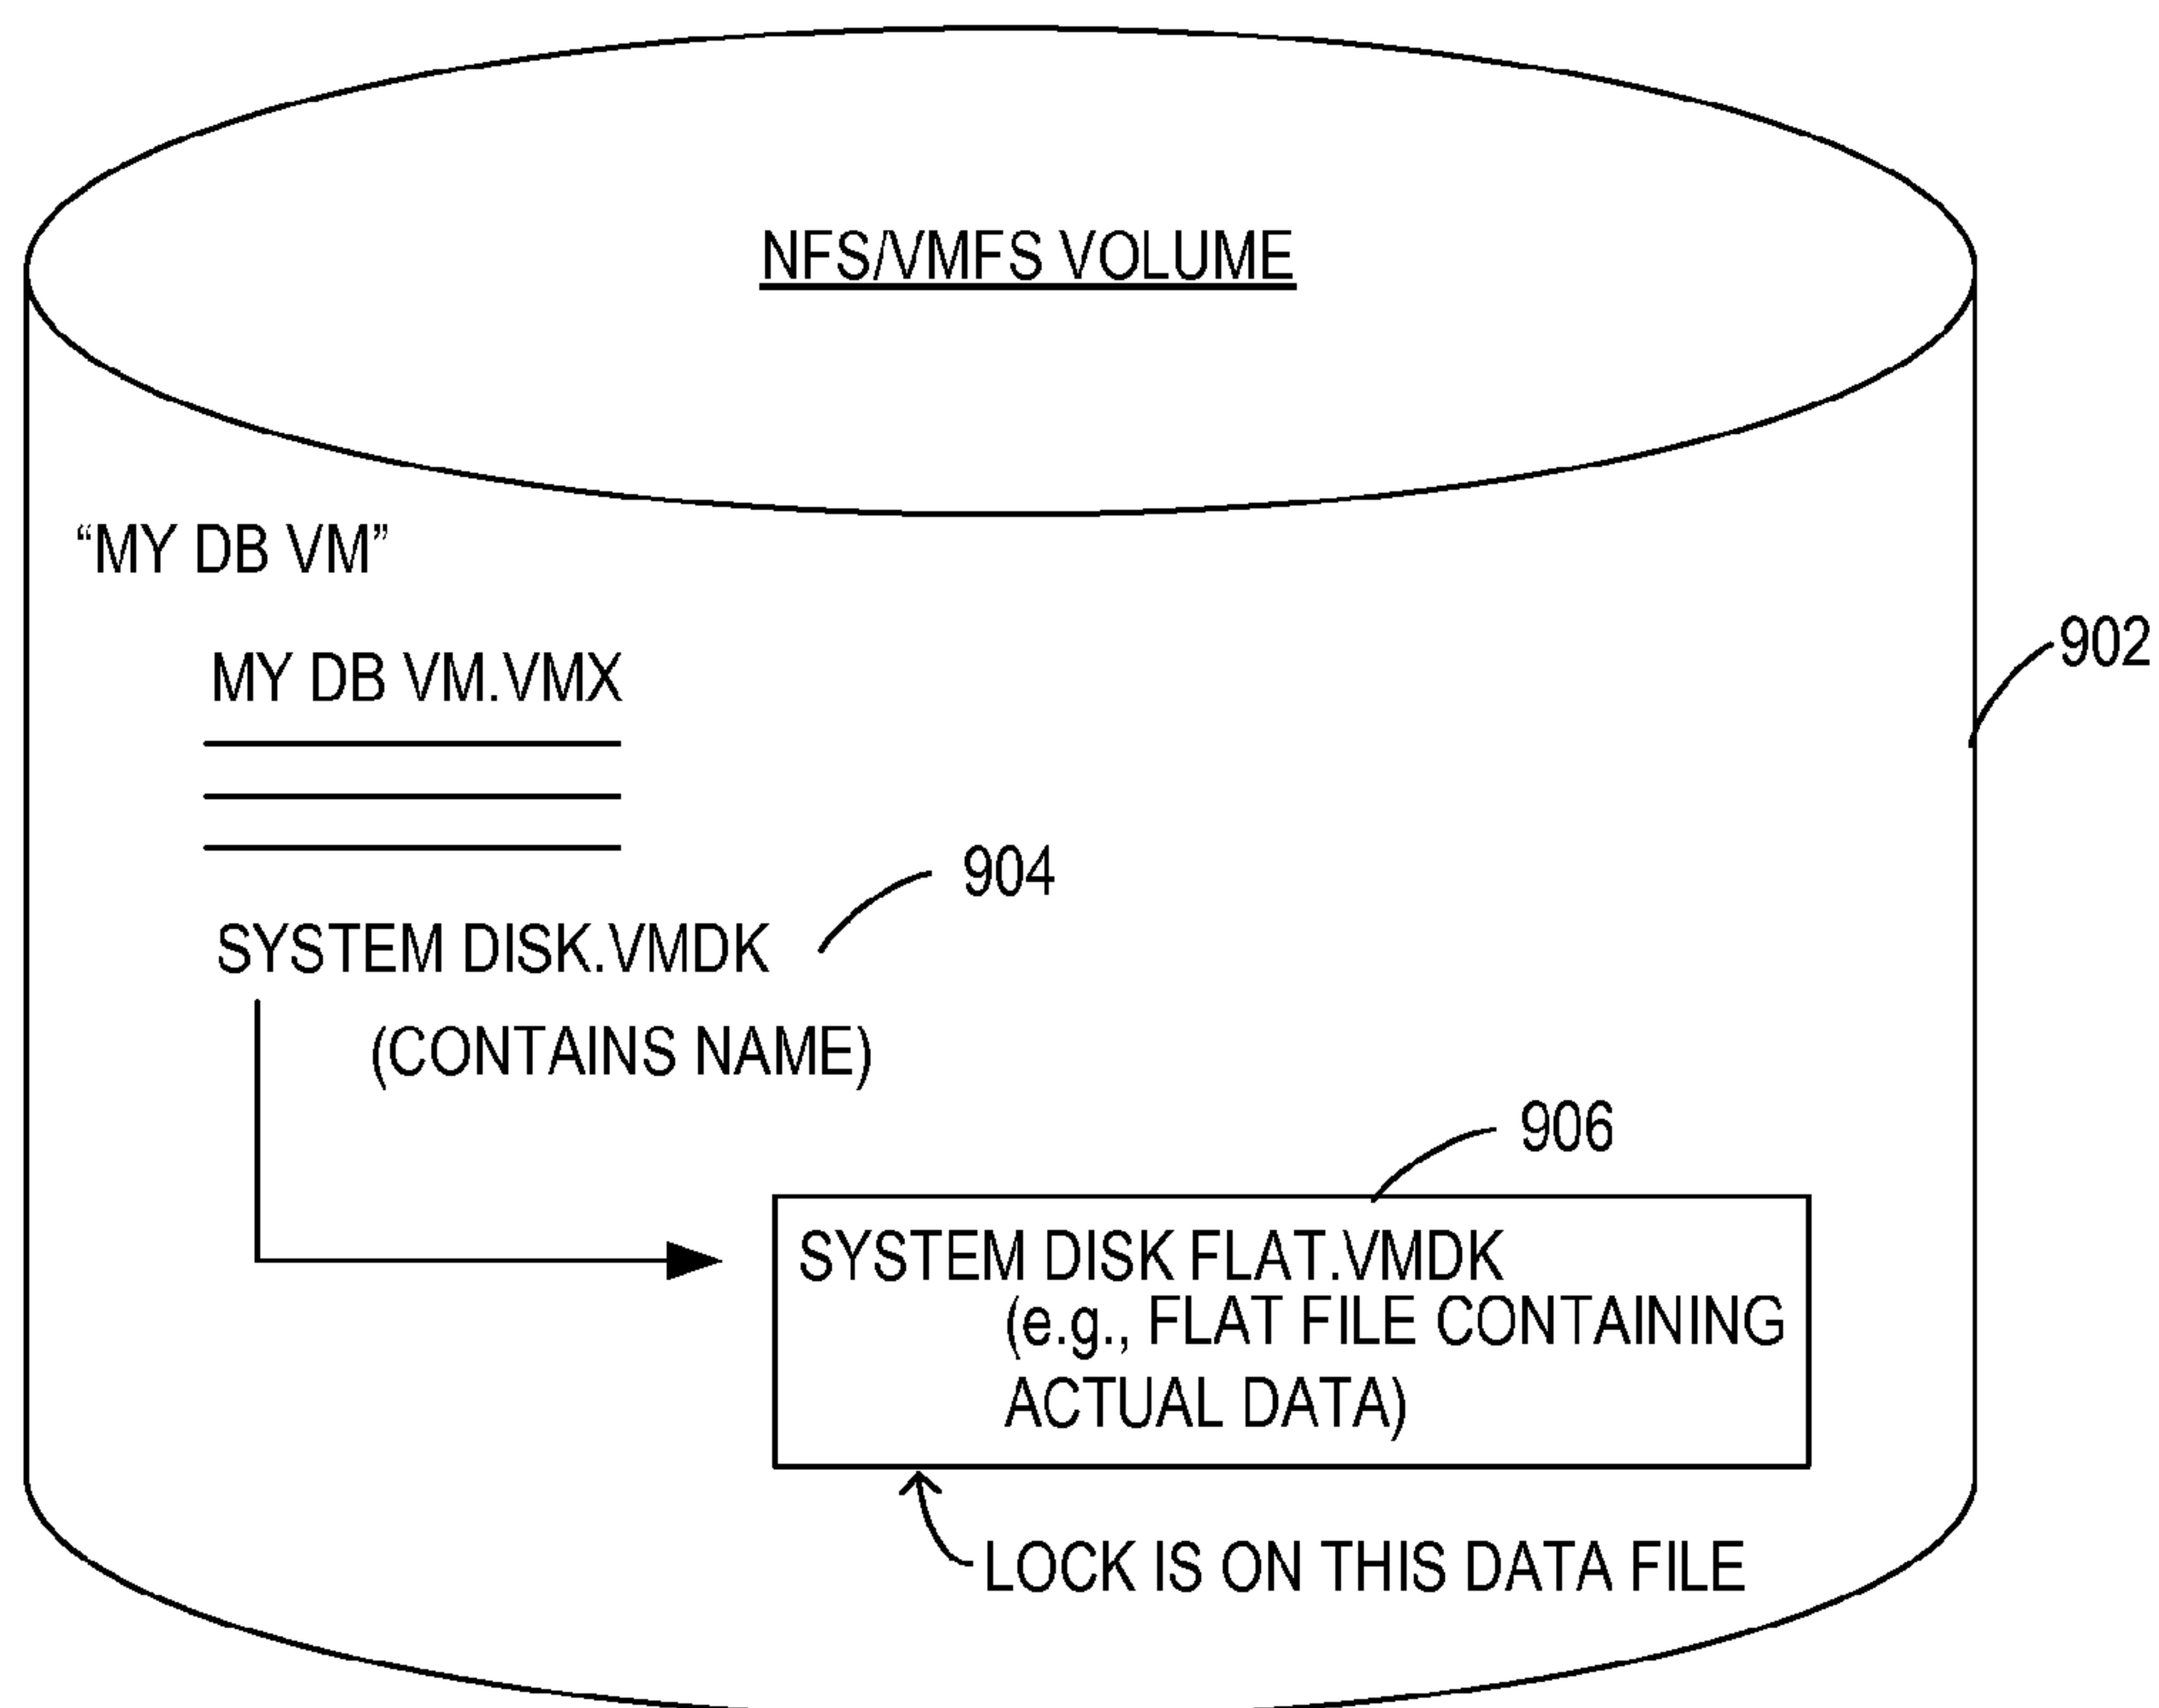 NFS/VMFS VOLUME
“MY DB VM”
902
MY DB VM.VMX
904
SYSTEM DISK.VMDK
(CONTAINS NAME)
906
SYSTEM DISK FLAT.VMDK
(e.g., FLAT FILE CONTAINING
ACTUAL DATA)
LOCK IS ON THIS DATA FILE